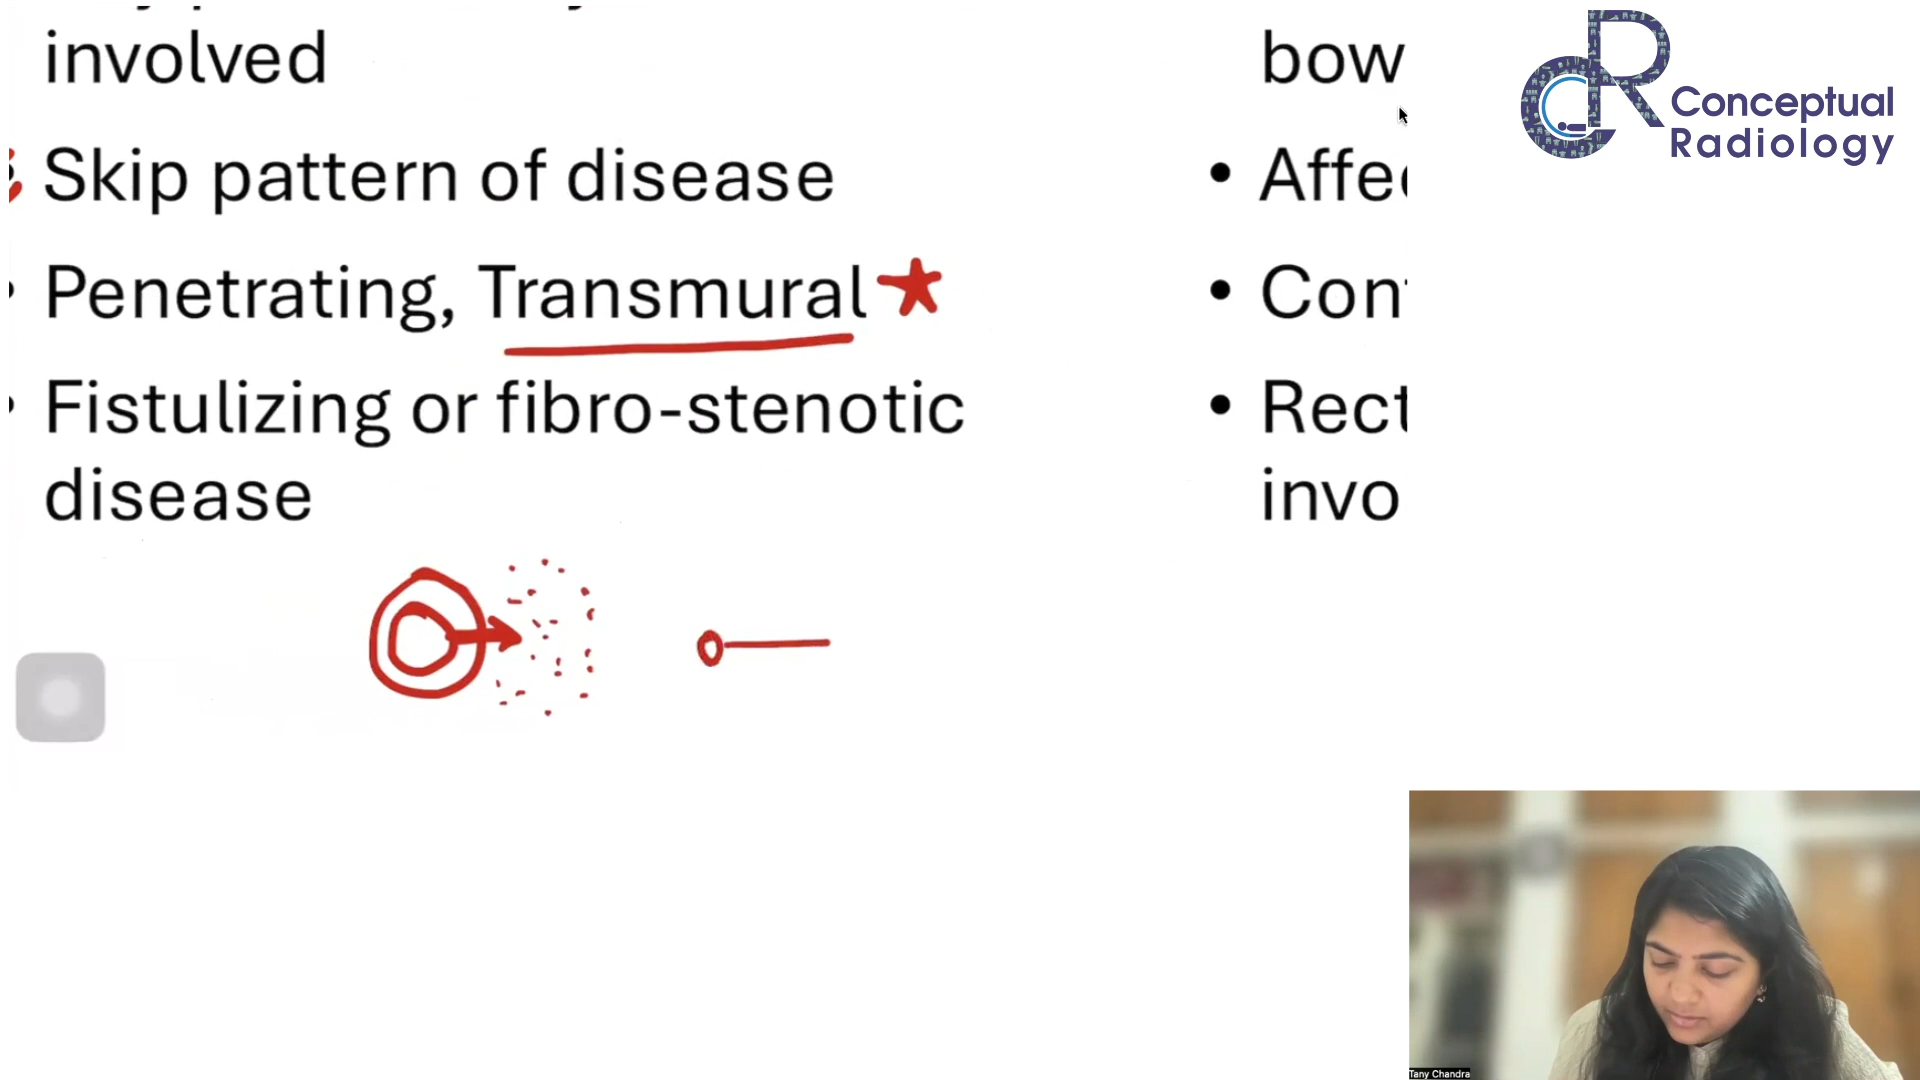 involved
Skip pattern of disease
Penetrating, Transmural
Fistulizing or fibro-stenotic
disease
bow
• Affe
• Con
• Rect
invo
Conceptual
Radiology
Tany Chandra